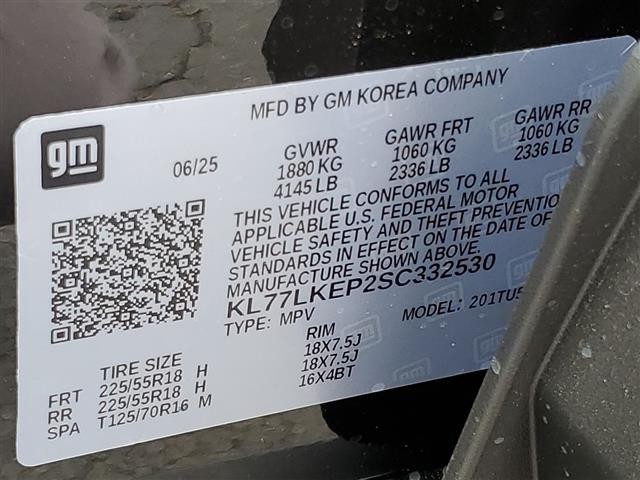 MFD BY GM KOREA COMPANY
gm
06/25
GVWR
1880 KG
4145 LB
GAWR FRT
1060 KG
2336 LB
GAWR RR
1060 KG
2336 LB
THIS VEHICLE CONFORMS TO ALL
APPLICABLE U.S. FEDERAL MOTOR
VEHICLE SAFETY AND THEFT PREVENTIO
STANDARDS IN EFFECT ON THE DATE OF
MANUFACTURE SHOWN ABOVE.
KL77LKEP2SC332530
TYPE: MPV MODEL: 201TU5
TIRE SIZE RIM
FRT 225/55R18 H 18X7.5J
RR 225/55R18 H 18X7.5J
SPA T125/70R16 M 16X4BT